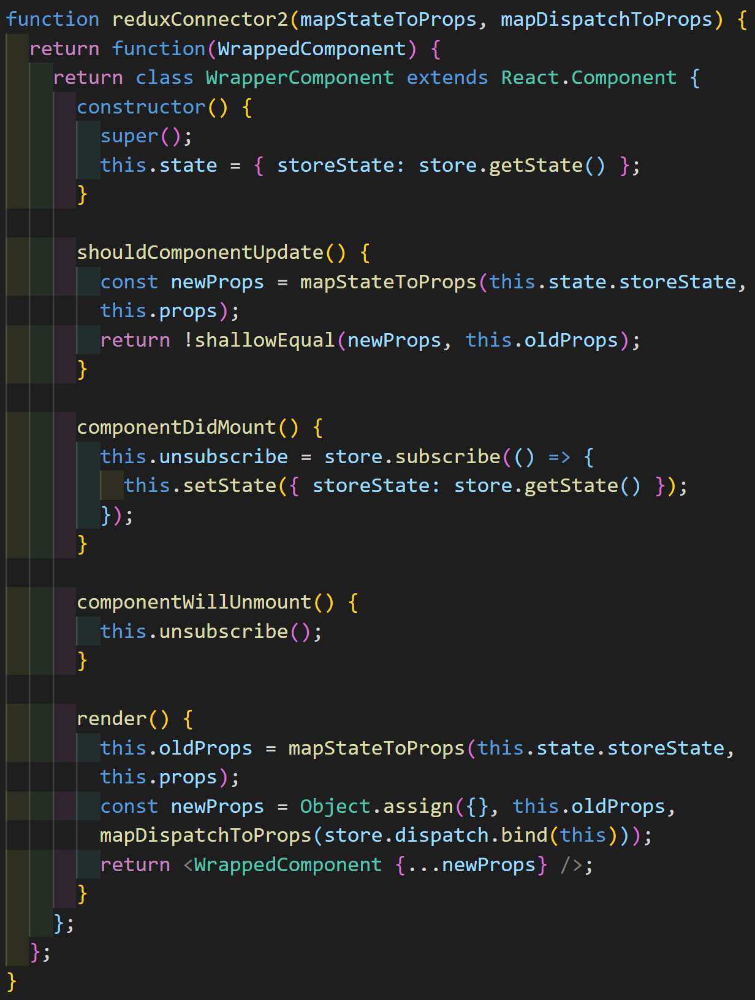 function reduxConnector2(mapStateToProps, mapDispatchToProps) {
  return function(WrappedComponent) {
    return class WrapperComponent extends React.Component {
      constructor() {
        super();
        this.state = { storeState: store.getState() };
      }

      shouldComponentUpdate() {
        const newProps = mapStateToProps(this.state.storeState,
        this.props);
        return !shallowEqual(newProps, this.oldProps);
      }

      componentDidMount() {
        this.unsubscribe = store.subscribe(() => {
          this.setState({ storeState: store.getState() });
        });
      }

      componentWillUnmount() {
        this.unsubscribe();
      }

      render() {
        this.oldProps = mapStateToProps(this.state.storeState,
        this.props);
        const newProps = Object.assign({}, this.oldProps,
        mapDispatchToProps(store.dispatch.bind(this)));
        return <WrappedComponent {...newProps} />;
      }
    };
  };
}